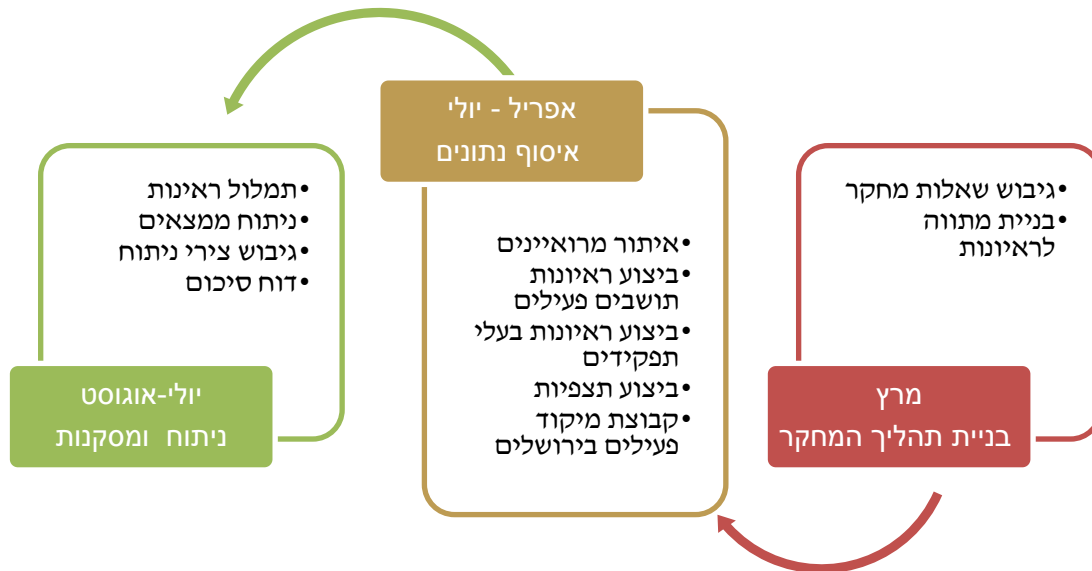 •גיבוש שאלות מחקר
•בניית מתווה
לראיונות
מרץ
בניית תהליך המחקר
אפריל - יולי
איסוף נתונים
•איתור מרואיינים
•ביצוע ראיונות
תושבים פעילים
•ביצוע ראיונות בעלי
תפקידים
•ביצוע תצפיות
•קבוצת מיקוד
פעילים בירושלים
•תמלול ראינות
•ניתוח ממצאים
•גיבוש צירי ניתוח
•דוח סיכום
יולי-אוגוסט
ניתוח ומסקנות